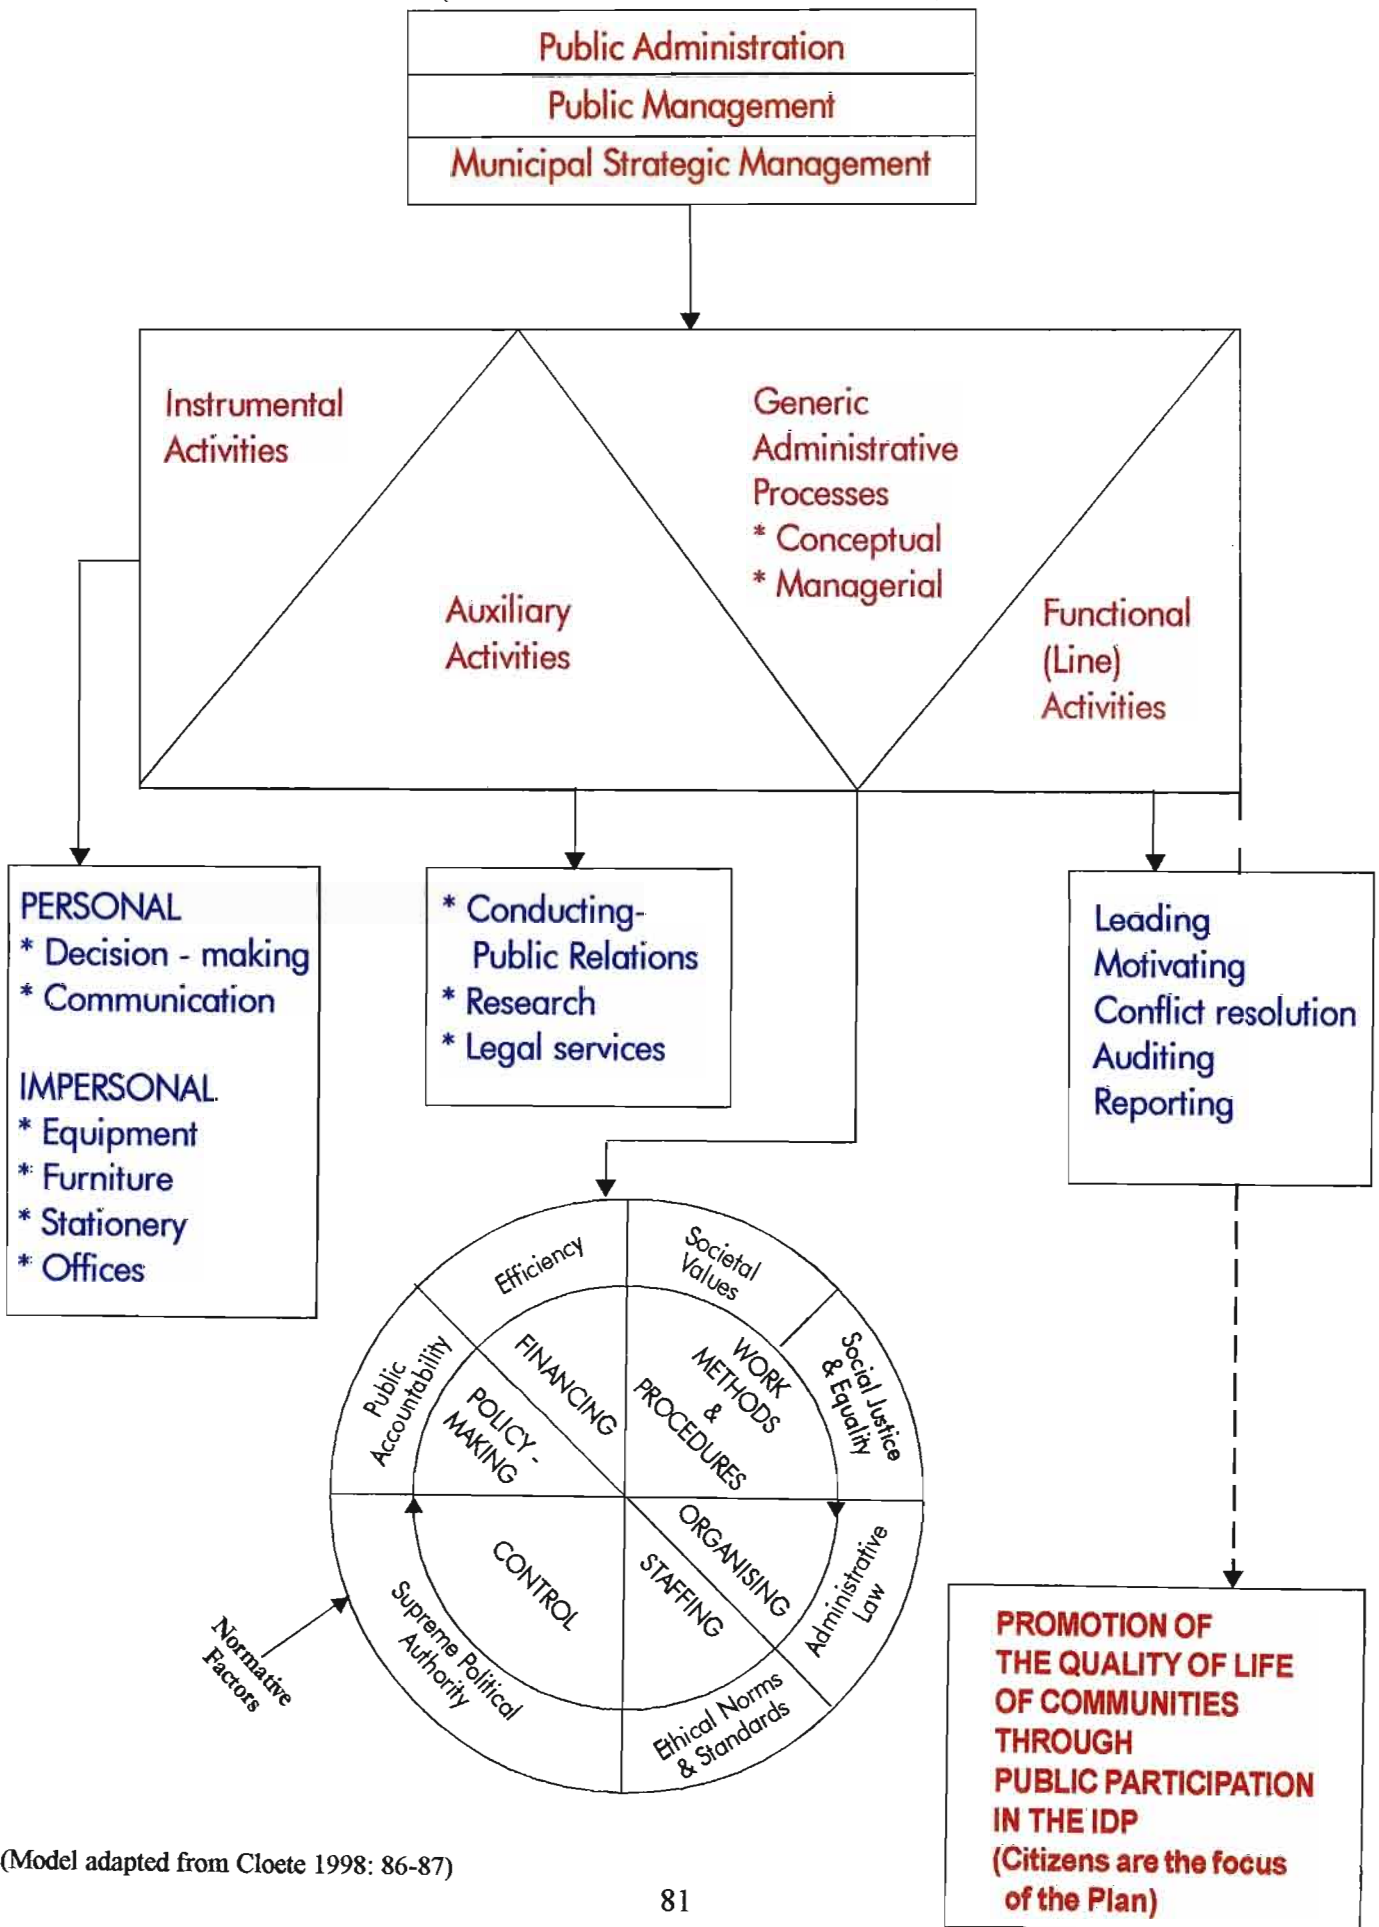 Public Administration
Public Management
Municipal Strategic Management
Instrumental
Activities
Auxiliary
Activities
Generic
Administrative
Processes
* Conceptual
* Managerial
Functional
(Line)
Activities
PERSONAL
* Decision - making
* Communication
IMPERSONAL
* Equipment
* Furniture
* Stationery
* Offices
* Conducting-
Public Relations
* Research
* Legal services
Leading
Motivating
Conflict resolution
Auditing
Reporting
Efficiency
Societal
Values
Social Justice
& Equality
Administrative
Law
Ethical Norms
& Standards
Supreme Political
Authority
Public
Accountability
FINANCING
WORK
METHODS
&
PROCEDURES
ORGANISING
STAFFING
CONTROL
POLICY -
MAKING
Normative
Factors
PROMOTION OF
THE QUALITY OF LIFE
OF COMMUNITIES
THROUGH
PUBLIC PARTICIPATION
IN THE IDP
(Citizens are the focus
of the Plan)
(Model adapted from Cloete 1998: 86-87)
81